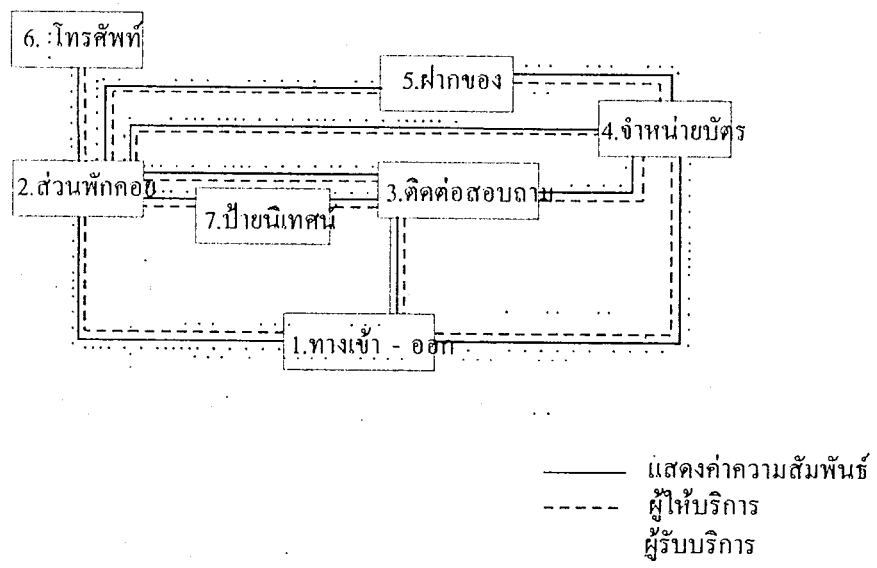 6. โทรศัพท์
5.ฝากของ
4.จำหน่ายบัตร
2.ส่วนพักคอย
3.ติดต่อสอบถาม
7.ป้ายนิเทศน์
1.ทางเข้า - ออก
แสดงค่าความสัมพันธ์
ผู้ให้บริการ
ผู้รับบริการ